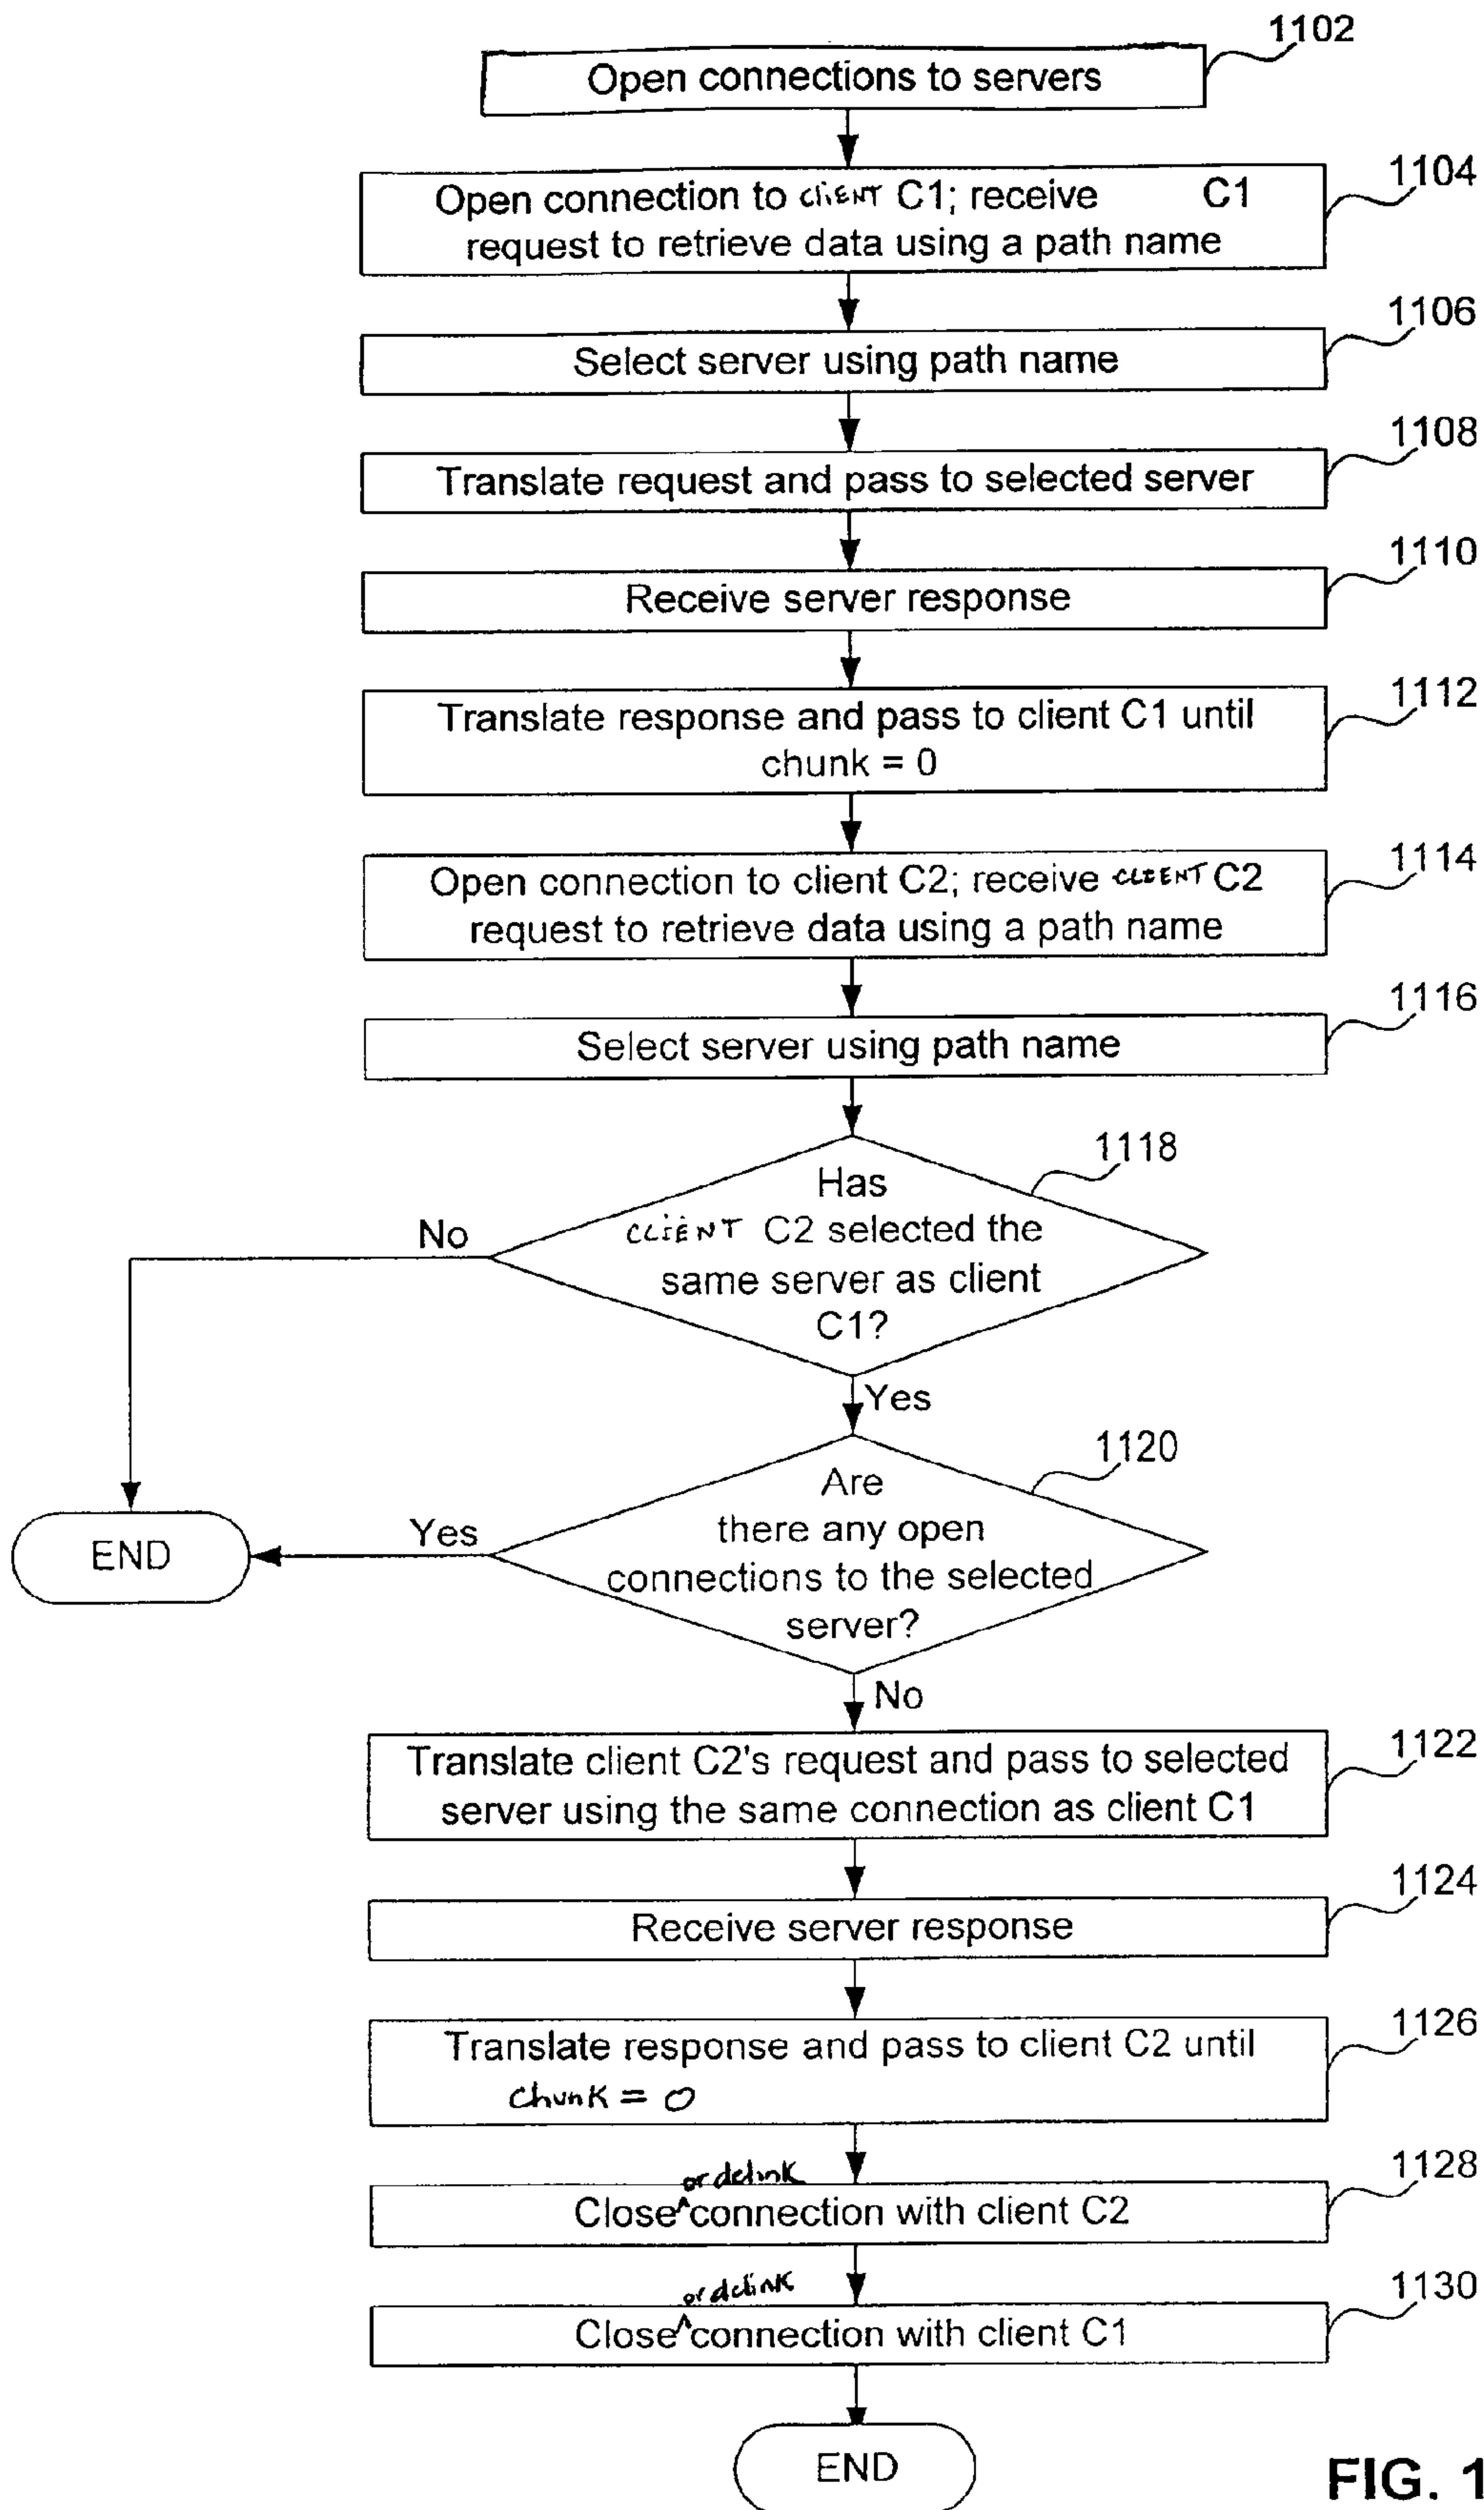 1102
Open connections to servers
1104
Open connection to client C1; receive C1
request to retrieve data using a path name
1106
Select server using path name
1108
Translate request and pass to selected server
1110
Receive server response
1112
Translate response and pass to client C1 until
chunk = 0
1114
Open connection to client C2; receive CLIENT C2
request to retrieve data using a path name
1116
Select server using path name
1118
Has
CLIENT C2 selected the
same server as client
C1?
No
Yes
1120
Are
there any open
connections to the selected
server?
Yes
END
No
1122
Translate client C2's request and pass to selected
server using the same connection as client C1
1124
Receive server response
1126
Translate response and pass to client C2 until
chunk = 0
1128
or delink
Close^connection with client C2
1130
or delink
Close^connection with client C1
END
FIG. 1